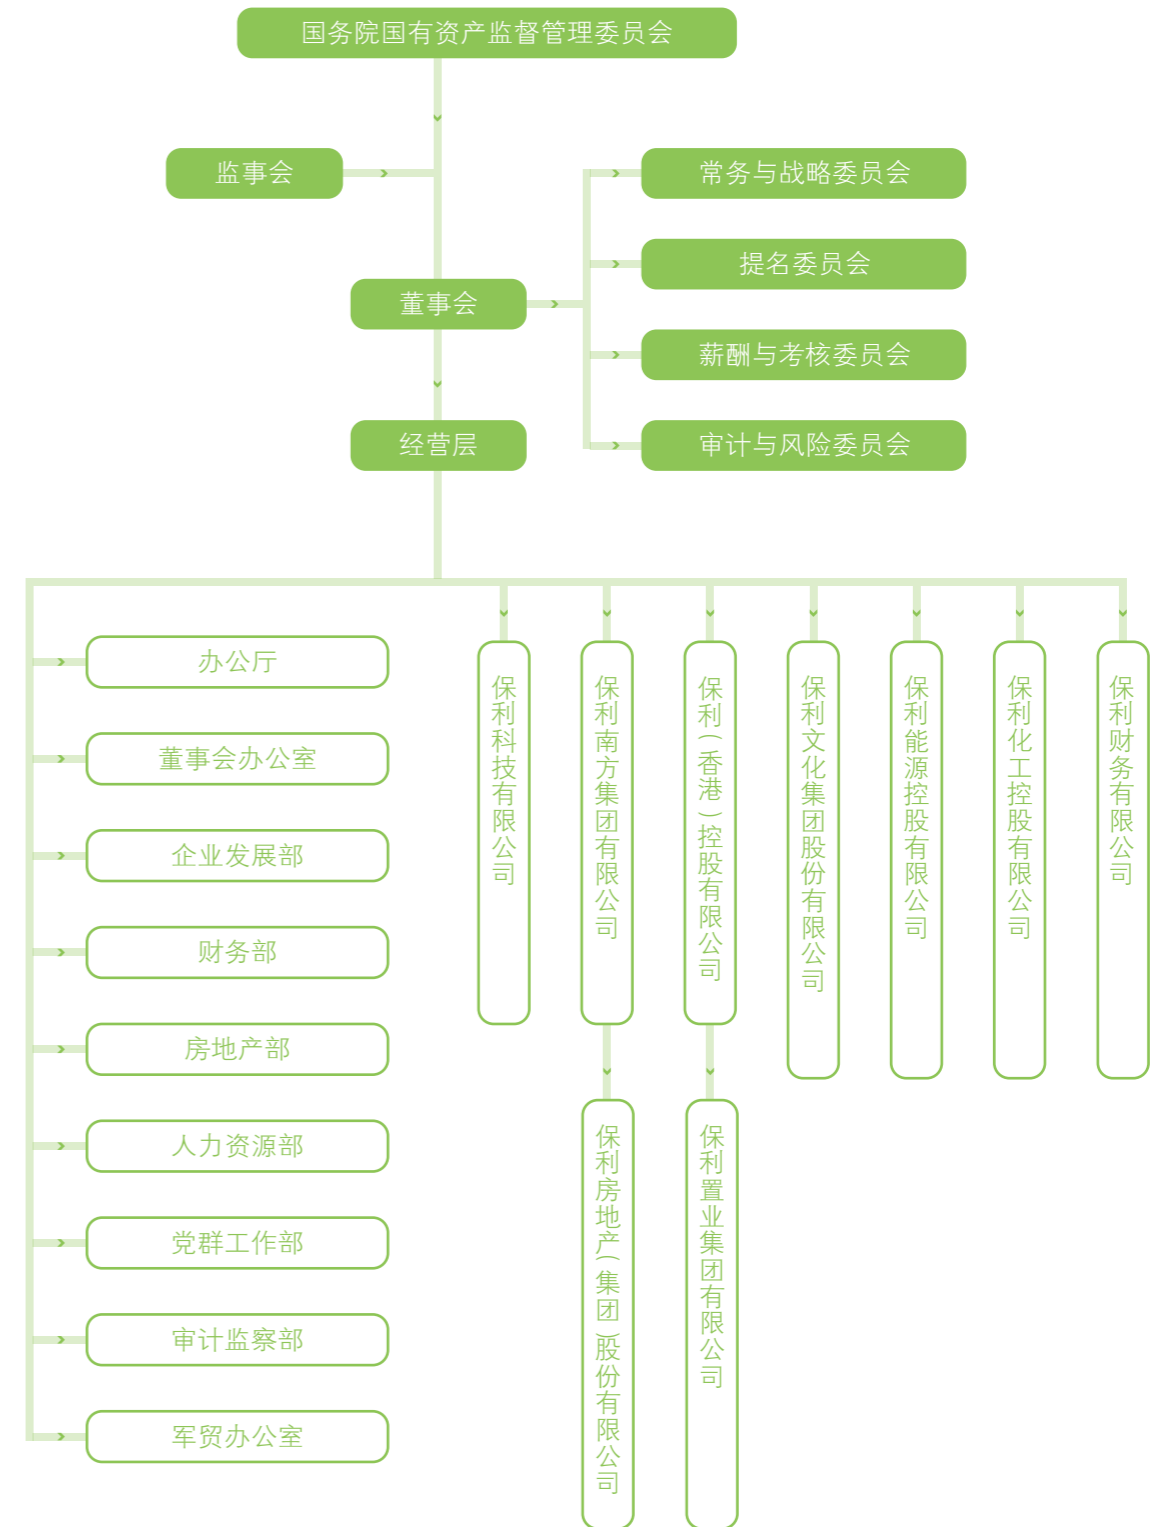 国务院国有资产监督管理委员会
监事会
常务与战略委员会
提名委员会
董事会
薪酬与考核委员会
经营层
审计与风险委员会
办公厅
董事会办公室
企业发展部
财务部
房地产部
人力资源部
党群工作部
审计监察部
军贸办公室
保利科技有限公司
保利南方集团有限公司
保利(香港)控股有限公司
保利文化集团股份有限公司
保利能源控股有限公司
保利化工控股有限公司
保利财务有限公司
保利房地产(集团)股份有限公司
保利置业集团有限公司